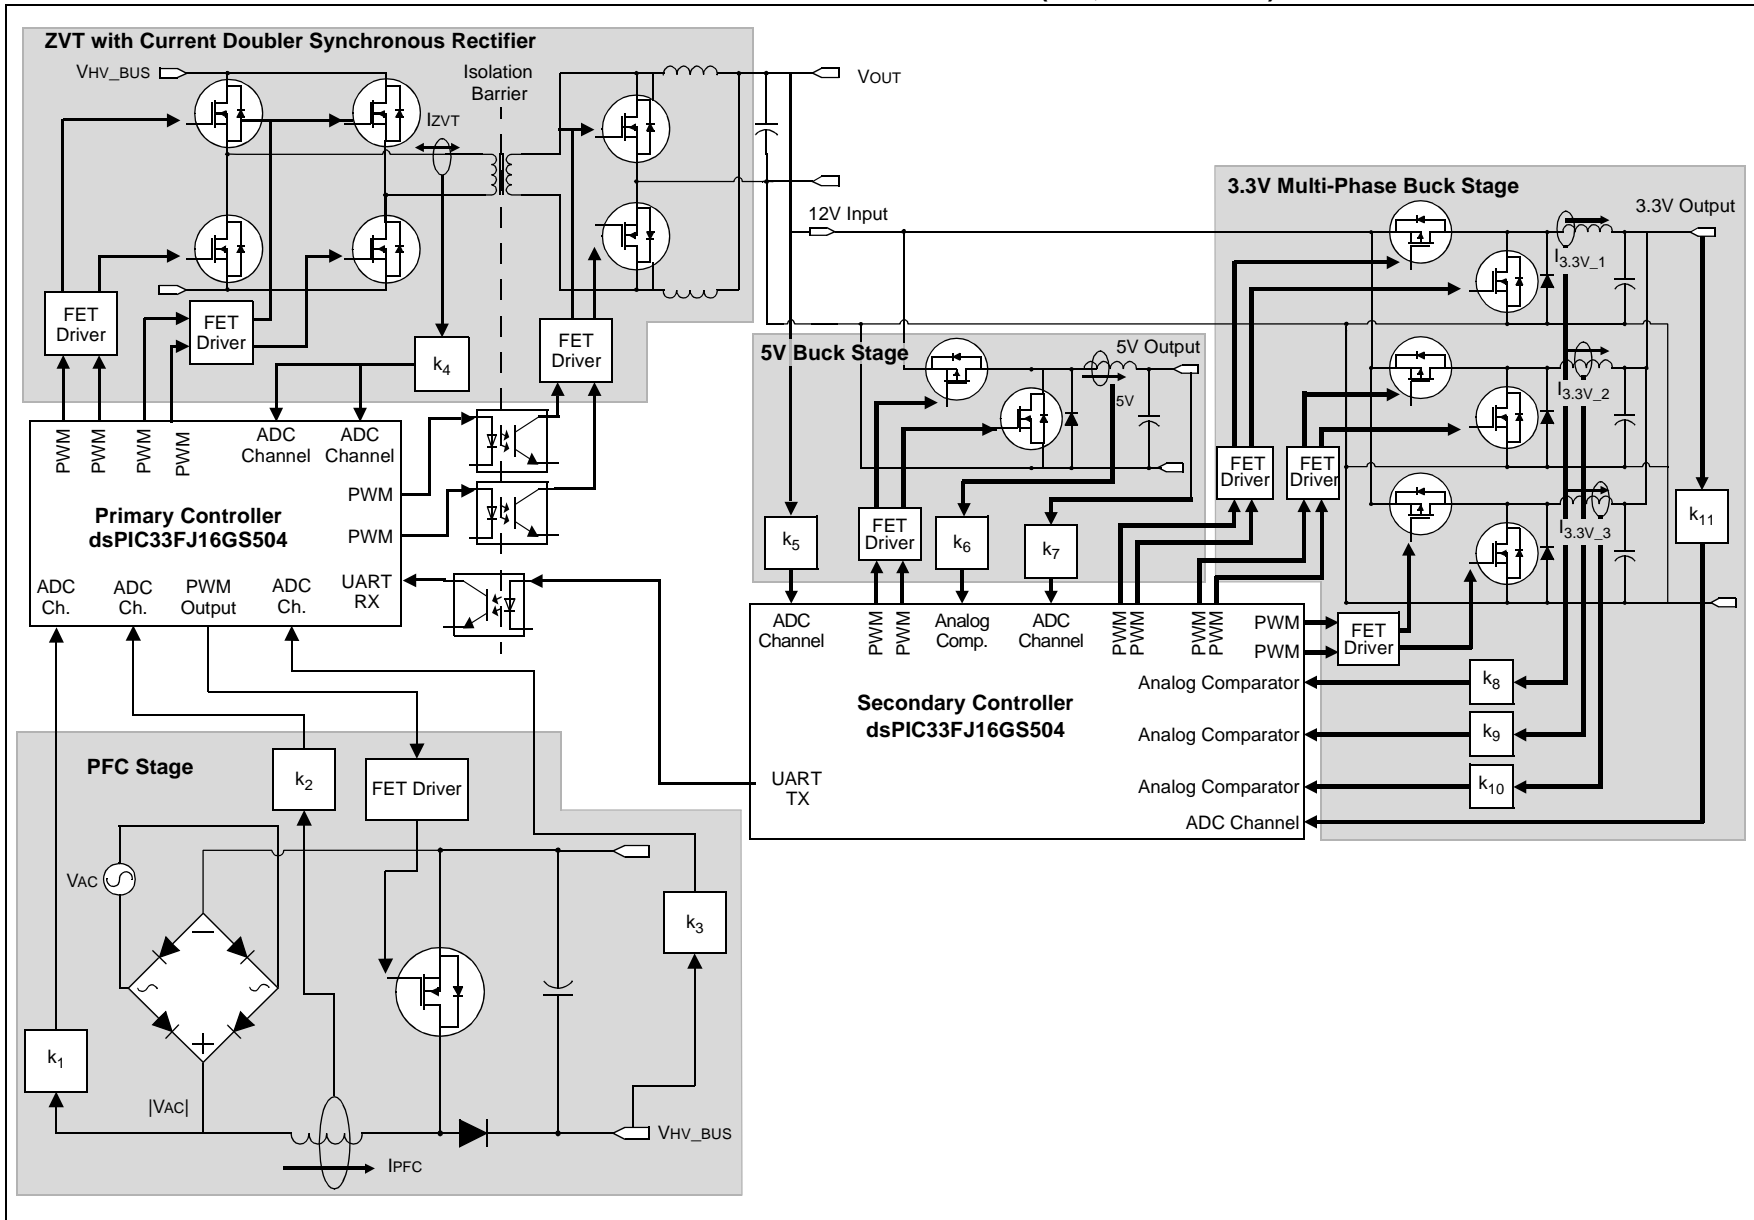 ZVT with Current Doubler Synchronous Rectifier
VHV_BUS
Isolation
Barrier
IZVT
VOUT
FET
Driver
FET
Driver
k4
FET
Driver
12V Input
3.3V Multi-Phase Buck Stage
3.3V Output
I3.3V_1
I3.3V_2
I3.3V_3
FET
Driver
FET
Driver
k11
5V Buck Stage
5V Output
5V
k5
FET
Driver
k6
k7
PWM
PWM
PWM
PWM
ADC
Channel
ADC
Channel
PWM
PWM
Primary Controller
dsPIC33FJ16GS504
ADC
Ch.
ADC
Ch.
PWM
Output
ADC
Ch.
UART
RX
ADC
Channel
PWM
PWM
Analog
Comp.
ADC
Channel
PWM
PWM
PWM
PWM
PWM
PWM
FET
Driver
Analog Comparator
k8
Secondary Controller
dsPIC33FJ16GS504
Analog Comparator
k9
UART
TX
Analog Comparator
k10
ADC Channel
PFC Stage
k2
FET Driver
VAC
k3
k1
|VAC|
VHV_BUS
IPFC